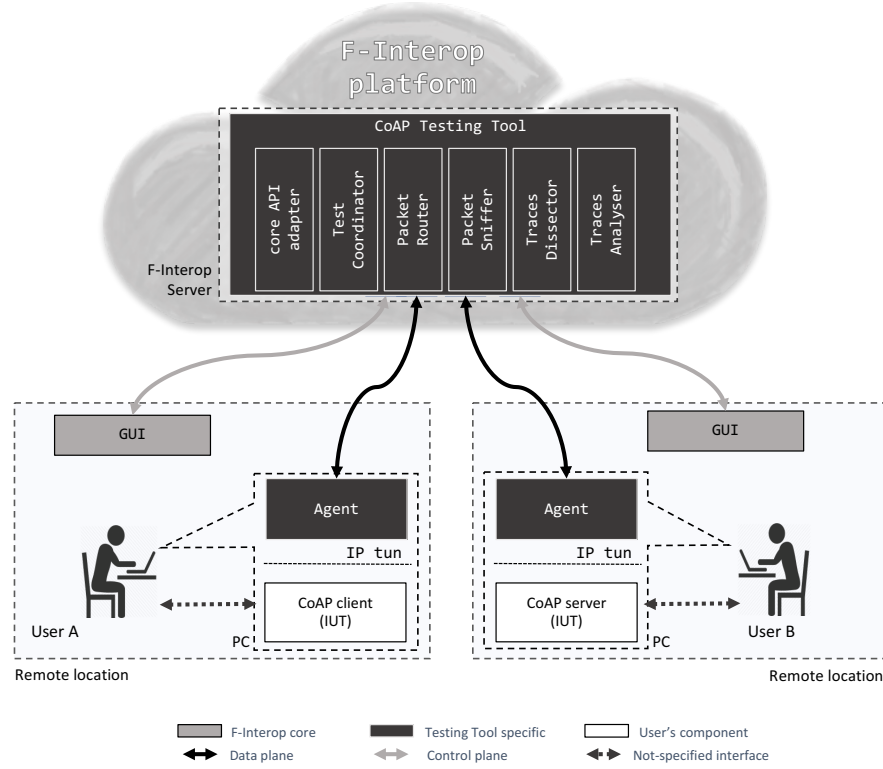 F-Interop
platform
CoAP Testing Tool
core API
adapter
Test
Coordinator
Packet
Router
Packet
Sniffer
Traces
Dissector
Traces
Analyser
F-Interop
Server
GUI
GUI
Agent
Agent
IP tun
IP tun
CoAP client
(IUT)
CoAP server
(IUT)
User A
PC
PC
User B
Remote location
Remote location
F-Interop core
Testing Tool specific
User's component
Data plane
Control plane
Not-specified interface